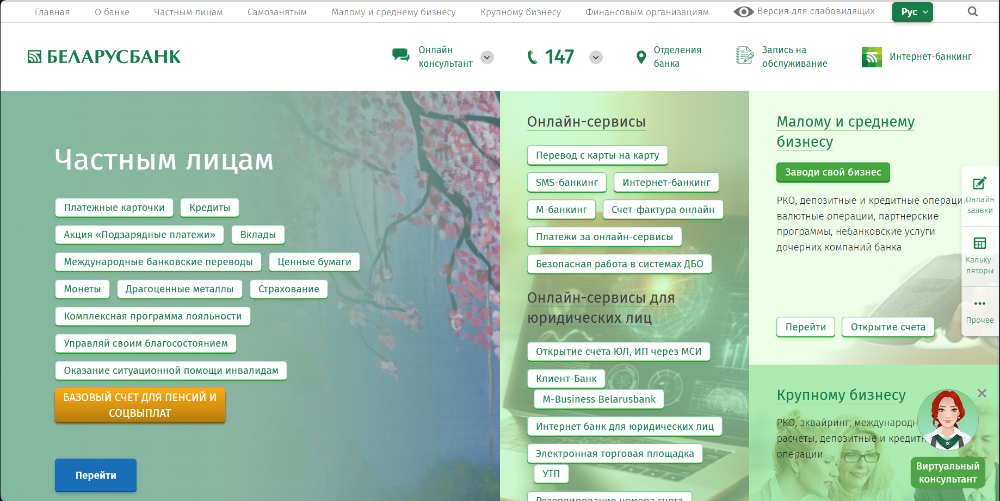 Главная О банке Частным лицам Самозанятым Малому и среднему бизнесу Крупному бизнесу Финансовым организациям Версия для слабовидящих Рус
БЕЛАРУСБАНК
Онлайн
консультант
147
Отделения
банка
Запись на
обслуживание
Интернет-банкинг
Частным лицам
Платежные карточки Кредиты
Акция «Подзарядные платежи» Вклады
Международные банковские переводы Ценные бумаги
Монеты Драгоценные металлы Страхование
Комплексная программа лояльности
Управляй своим благосостоянием
Оказание ситуационной помощи инвалидам
БАЗОВЫЙ СЧЕТ ДЛЯ ПЕНСИЙ И
СОЦВЫПЛАТ
Перейти
Онлайн-сервисы
Перевод с карты на карту
SMS-банкинг Интернет-банкинг
М-банкинг Счет-фактура онлайн
Платежи за онлайн-сервисы
Безопасная работа в системах ДБО
Онлайн-сервисы для
юридических лиц
Открытие счета ЮЛ, ИП через МСИ
Клиент-Банк
M-Business Belarusbank
Интернет банк для юридических лиц
Электронная торговая площадка
УТП
Резервирование номера счета
Малому и среднему
бизнесу
Заводи свой бизнес
РКО, депозитные и кредитные операции,
валютные операции, партнерские
программы, небанковские услуги
дочерних компаний банка
Перейти Открытие счета
Крупному бизнесу
РКО, эквайринг, международн
расчеты, депозитные и кредитн
операции
Онлайн
заявки
Кальку-
ляторы
Прочее
Виртуальный
консультант